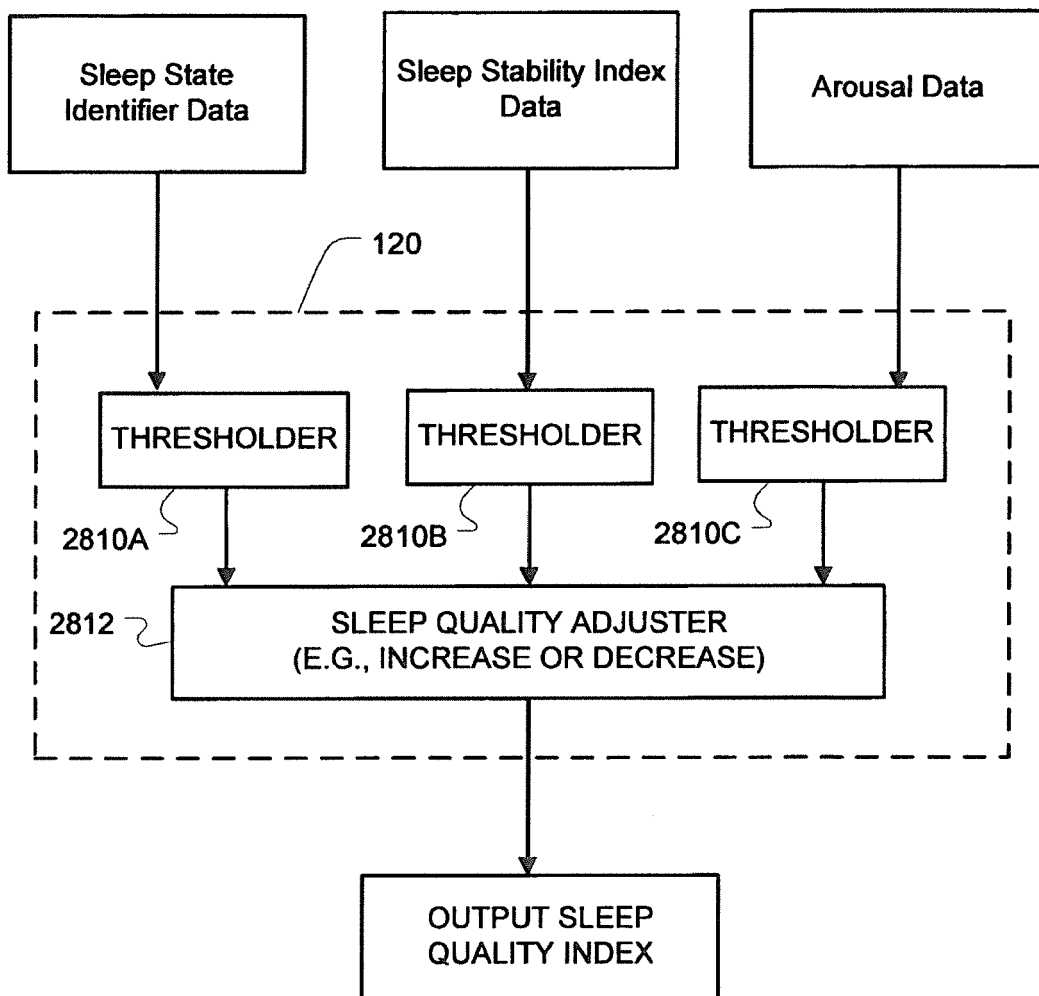 Sleep State
Identifier Data
Sleep Stability Index
Data
Arousal Data
120
THRESHOLDER
THRESHOLDER
THRESHOLDER
2810A
2810B
2810C
2812
SLEEP QUALITY ADJUSTER
(E.G., INCREASE OR DECREASE)
OUTPUT SLEEP
QUALITY INDEX